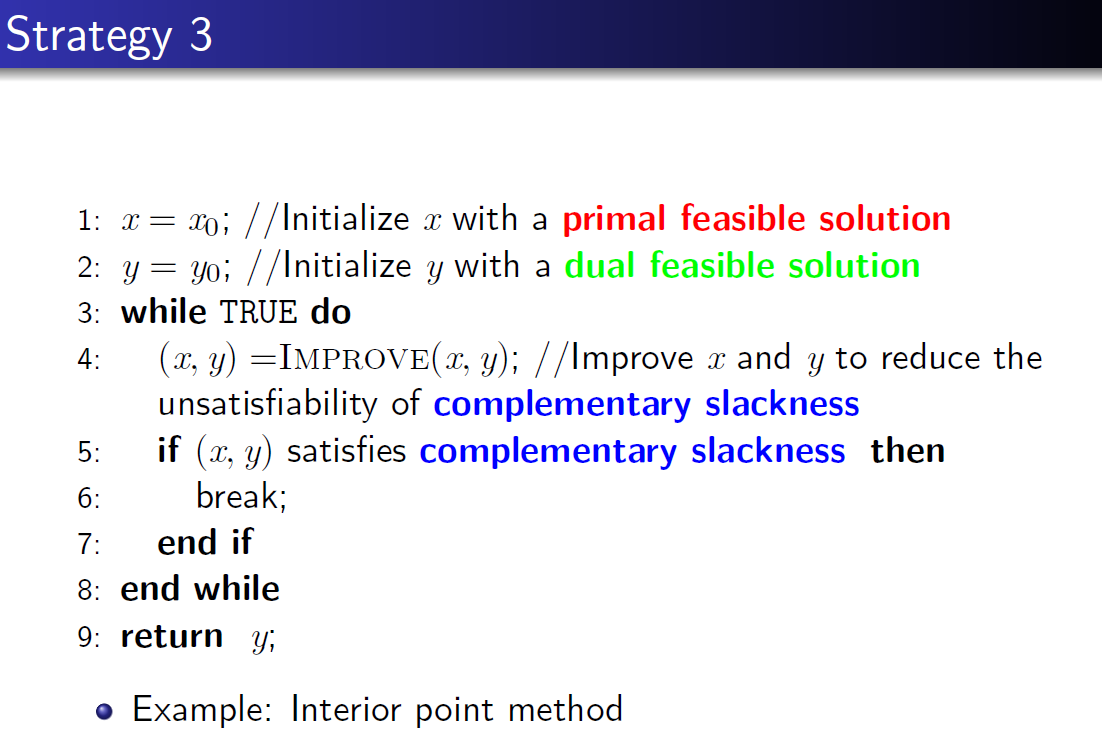 Strategy 3
1: x = x₀; //Initialize x with a primal feasible solution
2: y = y₀; //Initialize y with a dual feasible solution
3: while TRUE do
4: (x, y) =IMPROVE(x, y); //Improve x and y to reduce the
unsatisfiability of complementary slackness
5: if (x, y) satisfies complementary slackness then
6: break;
7: end if
8: end while
9: return y;
Example: Interior point method